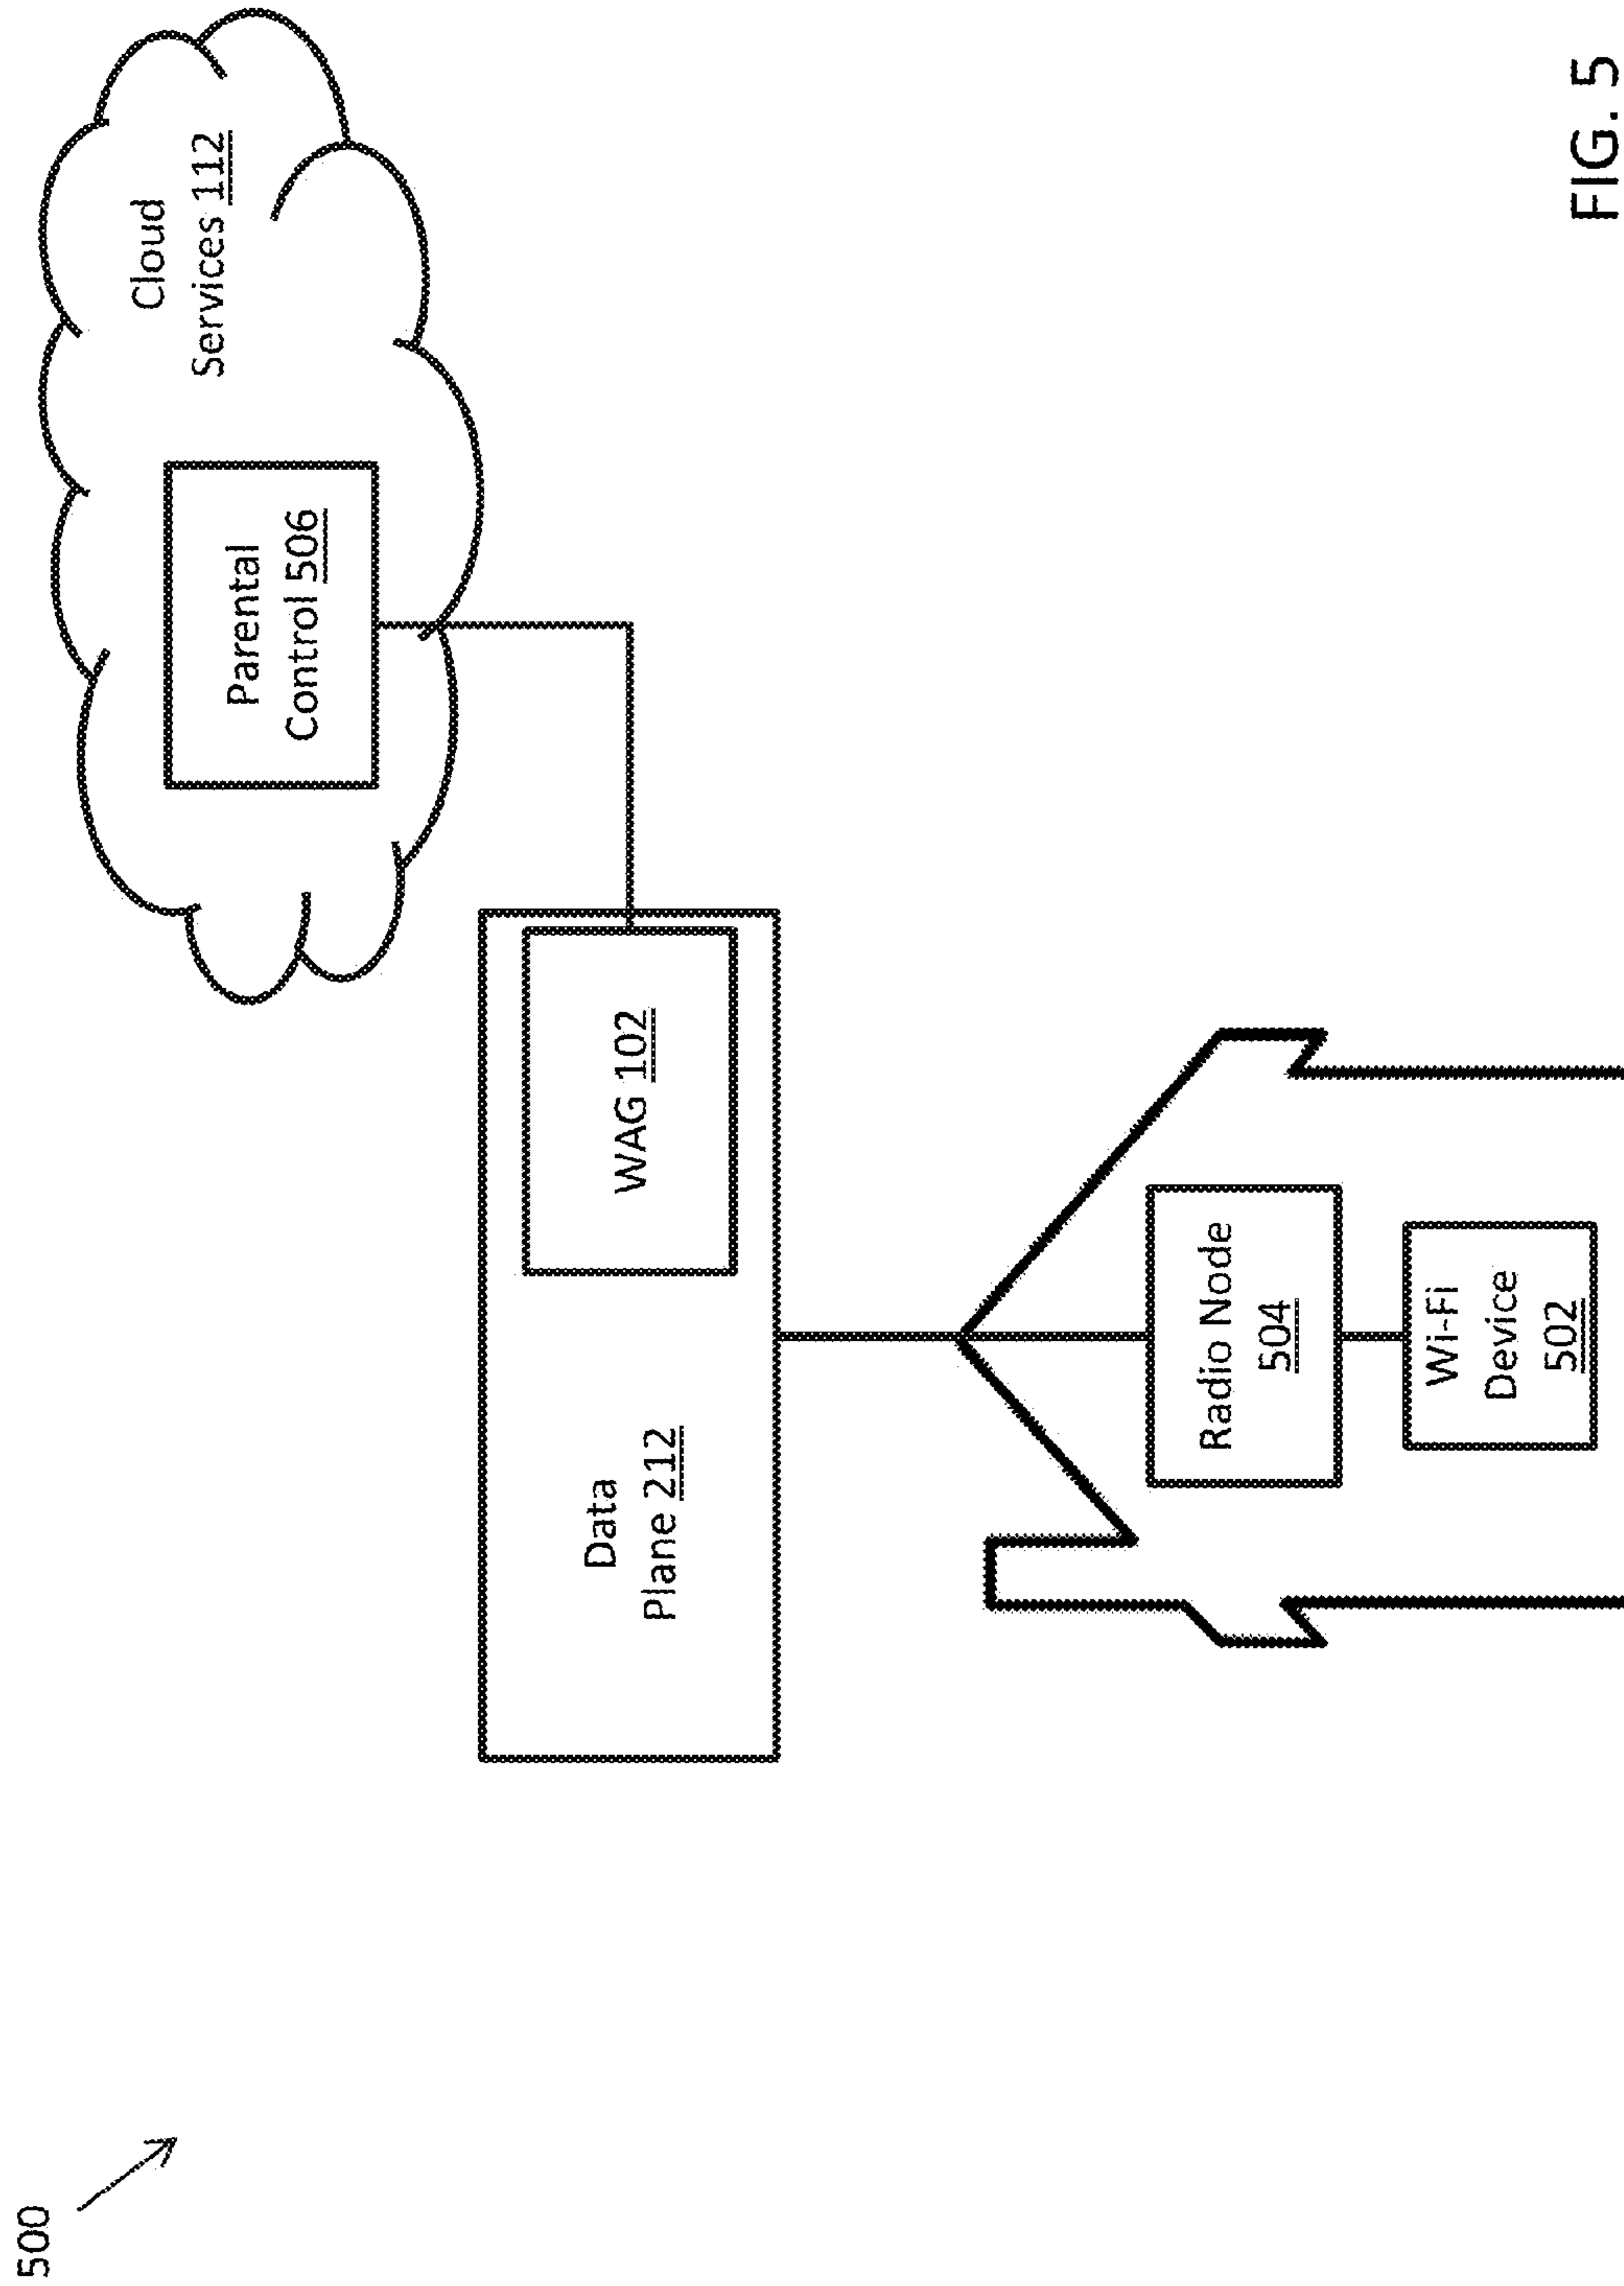 500
Cloud
Services 112
Parental
Control 506
Data
Plane 212
WAG 102
Radio Node
504
Wi-Fi
Device
502
FIG. 5